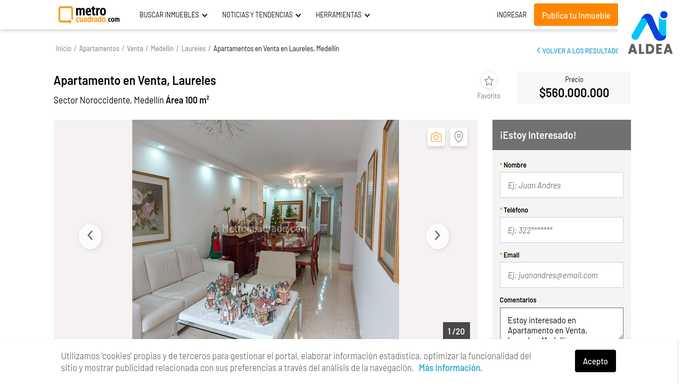 metro
cuadrado.com
BUSCAR INMUEBLES
NOTICIAS Y TENDENCIAS
HERRAMIENTAS
INGRESAR
Publica tu Inmueble
ALDEA
Inicio / Apartamentos / Venta / Medellín / Laureles / Apartamentos en Venta en Laureles, Medellín
VOLVER A LOS RESULTAD
Apartamento en Venta, Laureles
Sector Noroccidente, Medellín Área 100 m²
Favorito
Precio
$560.000.000
¡Estoy Interesado!
* Nombre
Ej: Juan Andres
* Teléfono
Ej: 322*******
* Email
Ej: juanandres@email.com
Comentarios
Estoy interesado en
Apartamento en Venta,
Metrocuadrado.com
1 / 20
Utilizamos 'cookies' propias y de terceros para gestionar el portal, elaborar información estadística, optimizar la funcionalidad del
sitio y mostrar publicidad relacionada con sus preferencias a través del análisis de la navegación. Más Información.
Acepto